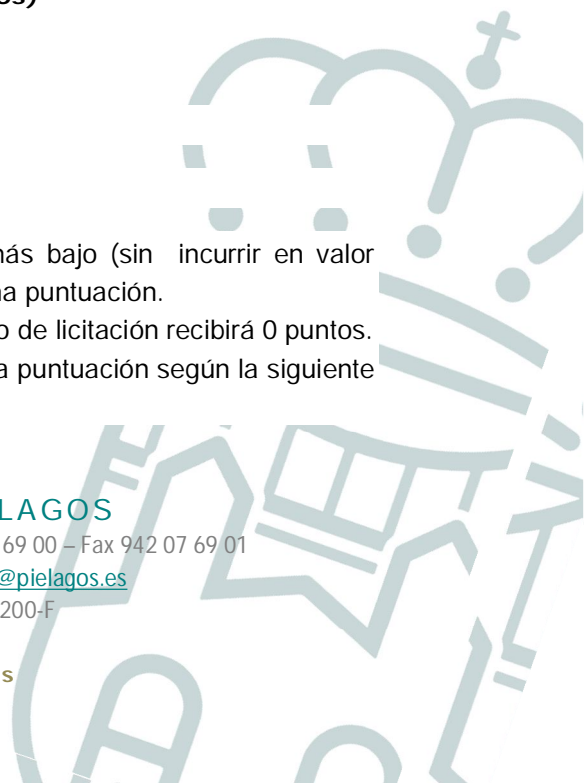 os)
más bajo (sin incurrir en valor
na puntuación.
o de licitación recibirá 0 puntos.
a puntuación según la siguiente
LAGOS
69 00 – Fax 942 07 69 01
@pielagos.es
200-F
s